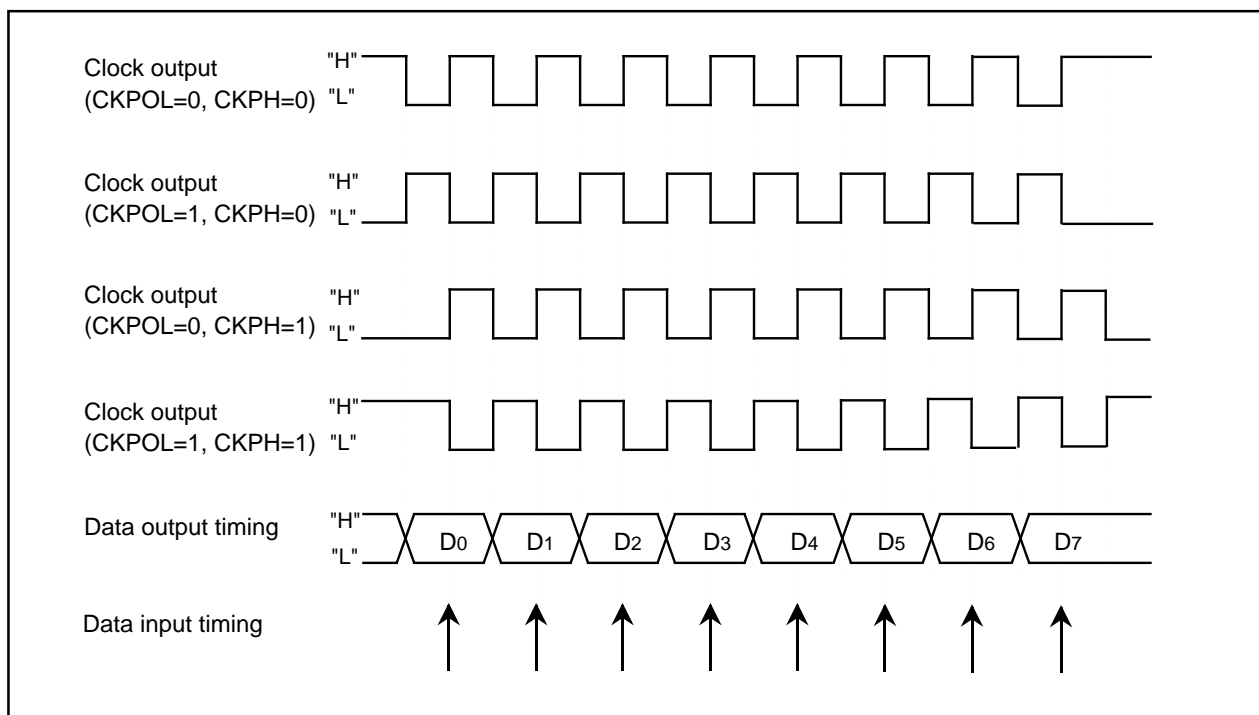 Clock output "H"
(CKPOL=0, CKPH=0) "L"
Clock output "H"
(CKPOL=1, CKPH=0) "L"
Clock output "H"
(CKPOL=0, CKPH=1) "L"
Clock output "H"
(CKPOL=1, CKPH=1) "L"
Data output timing "H" "L" D0 D1 D2 D3 D4 D5 D6 D7
Data input timing